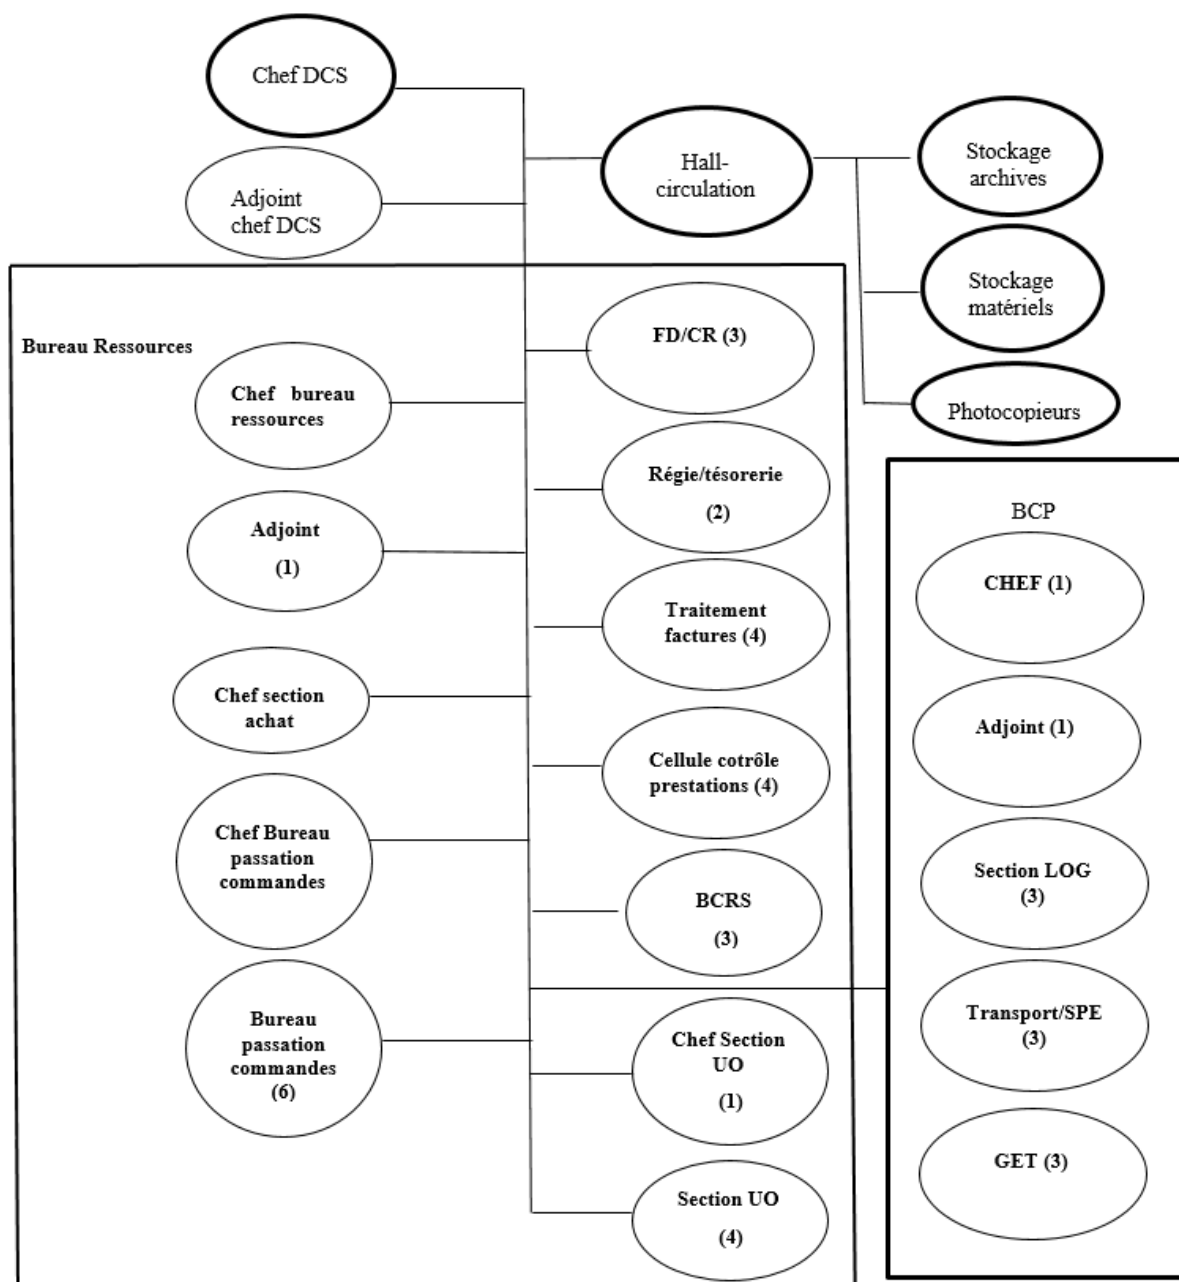 Chef DCS
Adjoint
chef DCS
Hall-
circulation
Stockage
archives
Stockage
matériels
Photocopieurs
Bureau Ressources
Chef bureau
ressources
Adjoint
(1)
Chef section
achat
Chef Bureau
passation
commandes
Bureau
passation
commandes
(6)
FD/CR (3)
Régie/tésorerie
(2)
Traitement
factures (4)
Cellule cotrôle
prestations (4)
BCRS
(3)
Chef Section
UO
(1)
Section UO
(4)
BCP
CHEF (1)
Adjoint (1)
Section LOG
(3)
Transport/SPE
(3)
GET (3)